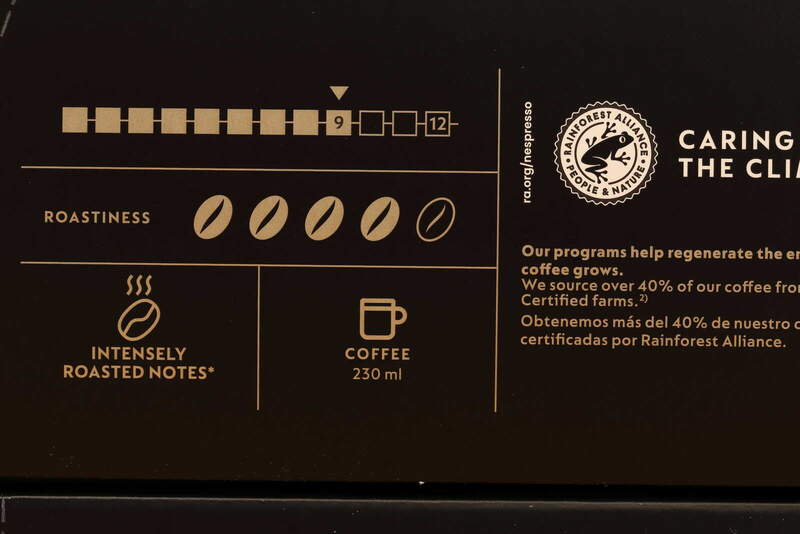 9 12
ROASTINESS
INTENSELY
ROASTED NOTES*
COFFEE
230 ml
ra.org/nespresso
RAINFOREST ALLIANCE
PEOPLE & NATURE
CARING
THE
Our programs help regenerate the
coffee grows.
We source over 40% of our coffee
Certified farms.²⁾
Obtenemos más del 40% de nuestro
certificadas por Rainforest Alliance.